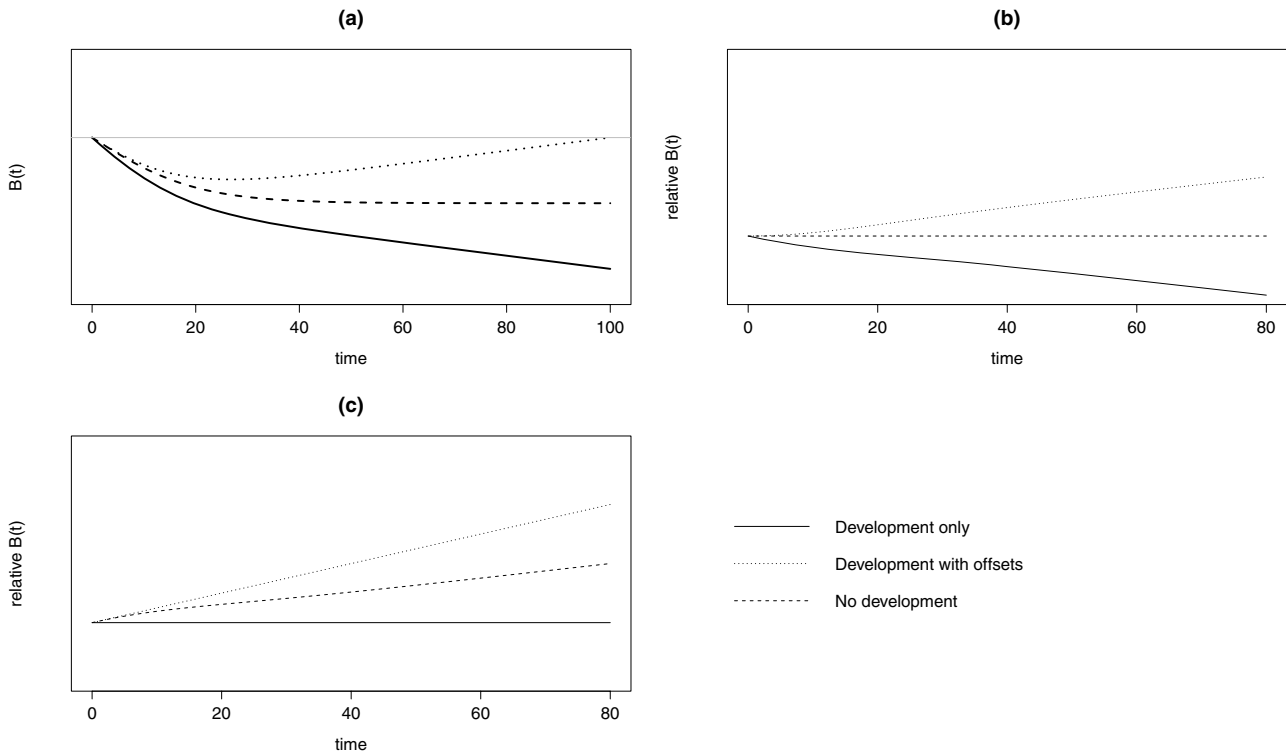 (a)
B(t)
0 20 40 60 80 100
time
(b)
relative B(t)
0 20 40 60 80
time
(c)
relative B(t)
0 20 40 60 80
time
Development only
Development with offsets
No development